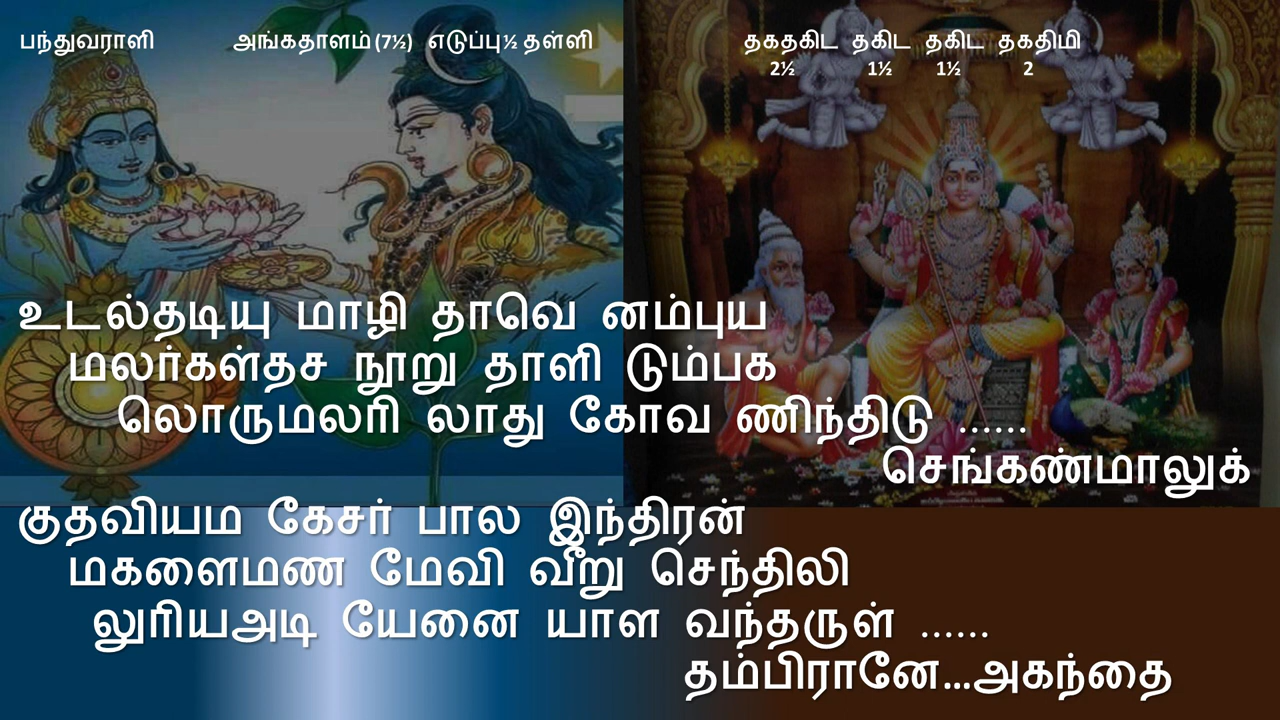 பந்துவராளி அங்கதாளம் (7½) எடுப்பு ½ தள்ளி தகதகிட தகிட தகிட தகதிமி
2½ 1½ 1½ 2
உடல்தடியு மாழி தாவெ னம்புய
மலர்கள்தச நூறு தாளி டும்பக
லொருமலரி லாது கோவ ணிந்திடு ......
செங்கண்மாலுக்
குதவியம கேசர் பால இந்திரன்
மகளைமண மேவி வீறு செந்திலி
லுரியஅடி யேனை யாள வந்தருள் ......
தம்பிரானே...அகந்தை